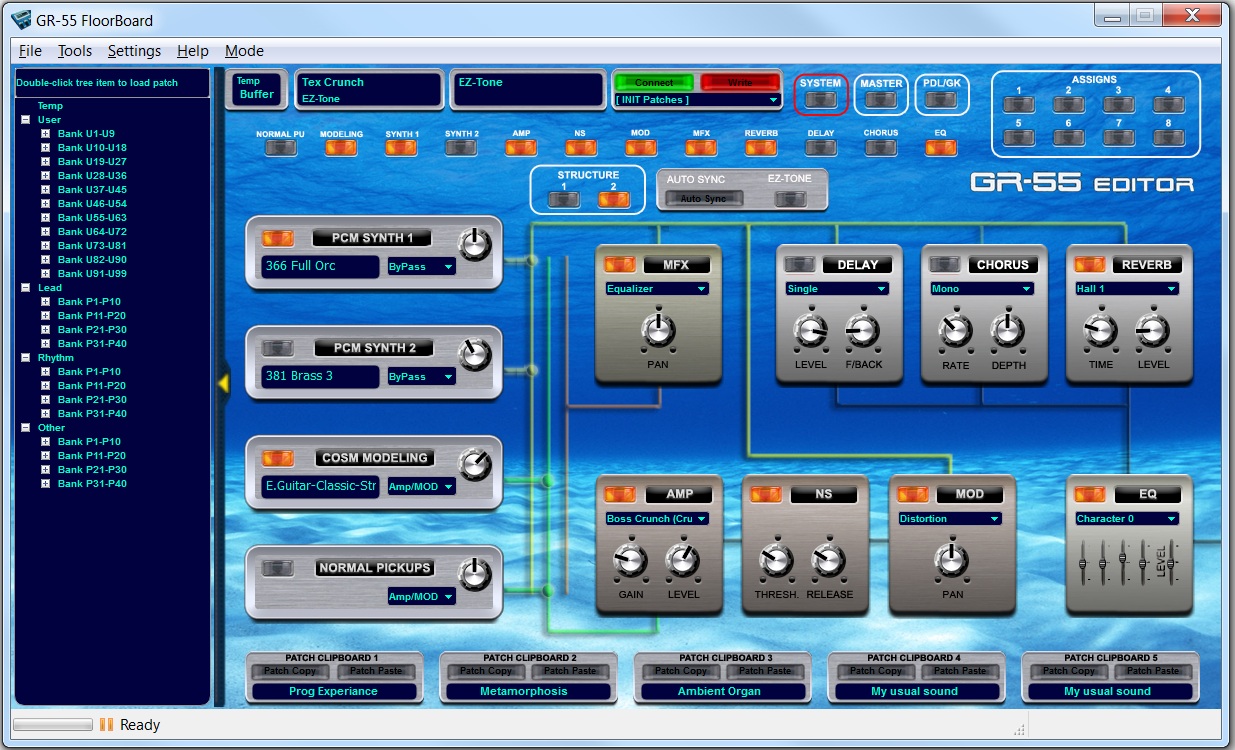 GR-55 FloorBoard
File Tools Settings Help Mode
Double-click tree item to load patch
Temp
User
Bank U1-U9
Bank U10-U18
Bank U19-U27
Bank U28-U36
Bank U37-U45
Bank U46-U54
Bank U55-U63
Bank U64-U72
Bank U73-U81
Bank U82-U90
Bank U91-U99
Lead
Bank P1-P10
Bank P11-P20
Bank P21-P30
Bank P31-P40
Rhythm
Bank P1-P10
Bank P11-P20
Bank P21-P30
Bank P31-P40
Other
Bank P1-P10
Bank P11-P20
Bank P21-P30
Bank P31-P40
Temp
Buffer
Tex Crunch
EZ-Tone
EZ-Tone
Connect Write
[ INIT Patches ]
SYSTEM MASTER PDL/GK
ASSIGNS
1 2 3 4
5 6 7 8
NORMAL PU MODELING SYNTH 1 SYNTH 2 AMP NS MOD MFX REVERB DELAY CHORUS EQ
STRUCTURE
1 2
AUTO SYNC EZ-TONE
Auto Sync
GR-55 EDITOR
PCM SYNTH 1
366 Full Orc ByPass
PCM SYNTH 2
381 Brass 3 ByPass
COSM MODELING
E.Guitar-Classic-Str Amp/MOD
NORMAL PICKUPS
Amp/MOD
MFX
Equalizer
PAN
DELAY
Single
LEVEL F/BACK
CHORUS
Mono
RATE DEPTH
REVERB
Hall 1
TIME LEVEL
AMP
Boss Crunch (Cru
GAIN LEVEL
NS
THRESH. RELEASE
MOD
Distortion
PAN
EQ
Character 0
LEVEL
PATCH CLIPBOARD 1
Patch Copy Patch Paste
Prog Experiance
PATCH CLIPBOARD 2
Patch Copy Patch Paste
Metamorphosis
PATCH CLIPBOARD 3
Patch Copy Patch Paste
Ambient Organ
PATCH CLIPBOARD 4
Patch Copy Patch Paste
My usual sound
PATCH CLIPBOARD 5
Patch Copy Patch Paste
My usual sound
Ready